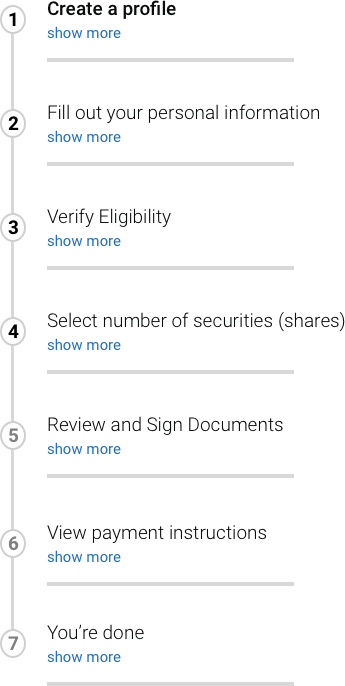 1
Create a profile
show more
2
Fill out your personal information
show more
3
Verify Eligibility
show more
4
Select number of securities (shares)
show more
5
Review and Sign Documents
show more
6
View payment instructions
show more
7
You’re done
show more